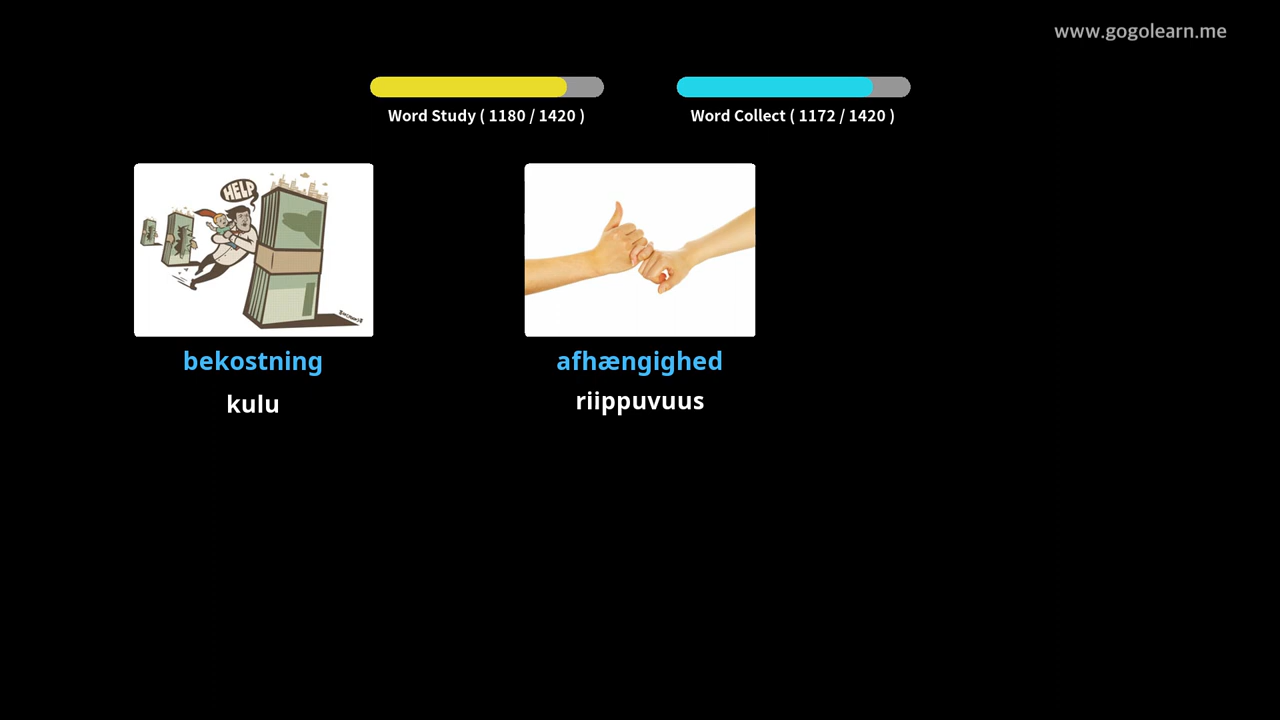 www.gogolearn.me
Word Study ( 1180 / 1420 )
Word Collect ( 1172 / 1420 )
HELP
bekostning
afhængighed
kulu
riippuvuus